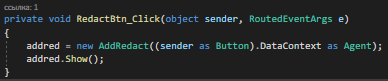 ссылка: 1
private void RedactBtn_Click(object sender, RoutedEventArgs e)
{
addred = new AddRedact((sender as Button).DataContext as Agent);
addred.Show();
}